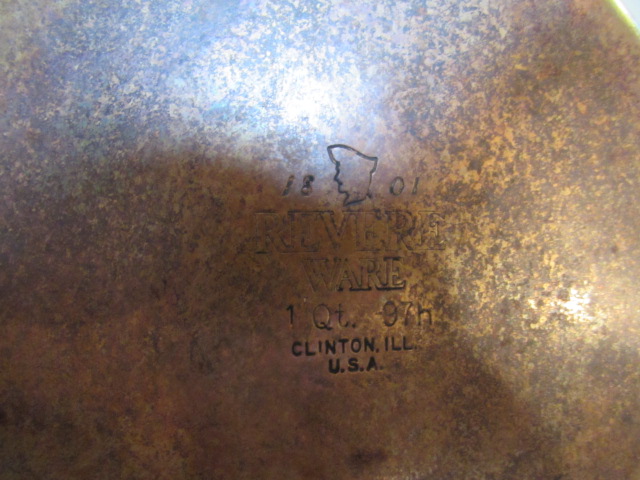 18 01
REVERE
WARE
1 Qt. 97h
CLINTON, ILL.
U.S.A.